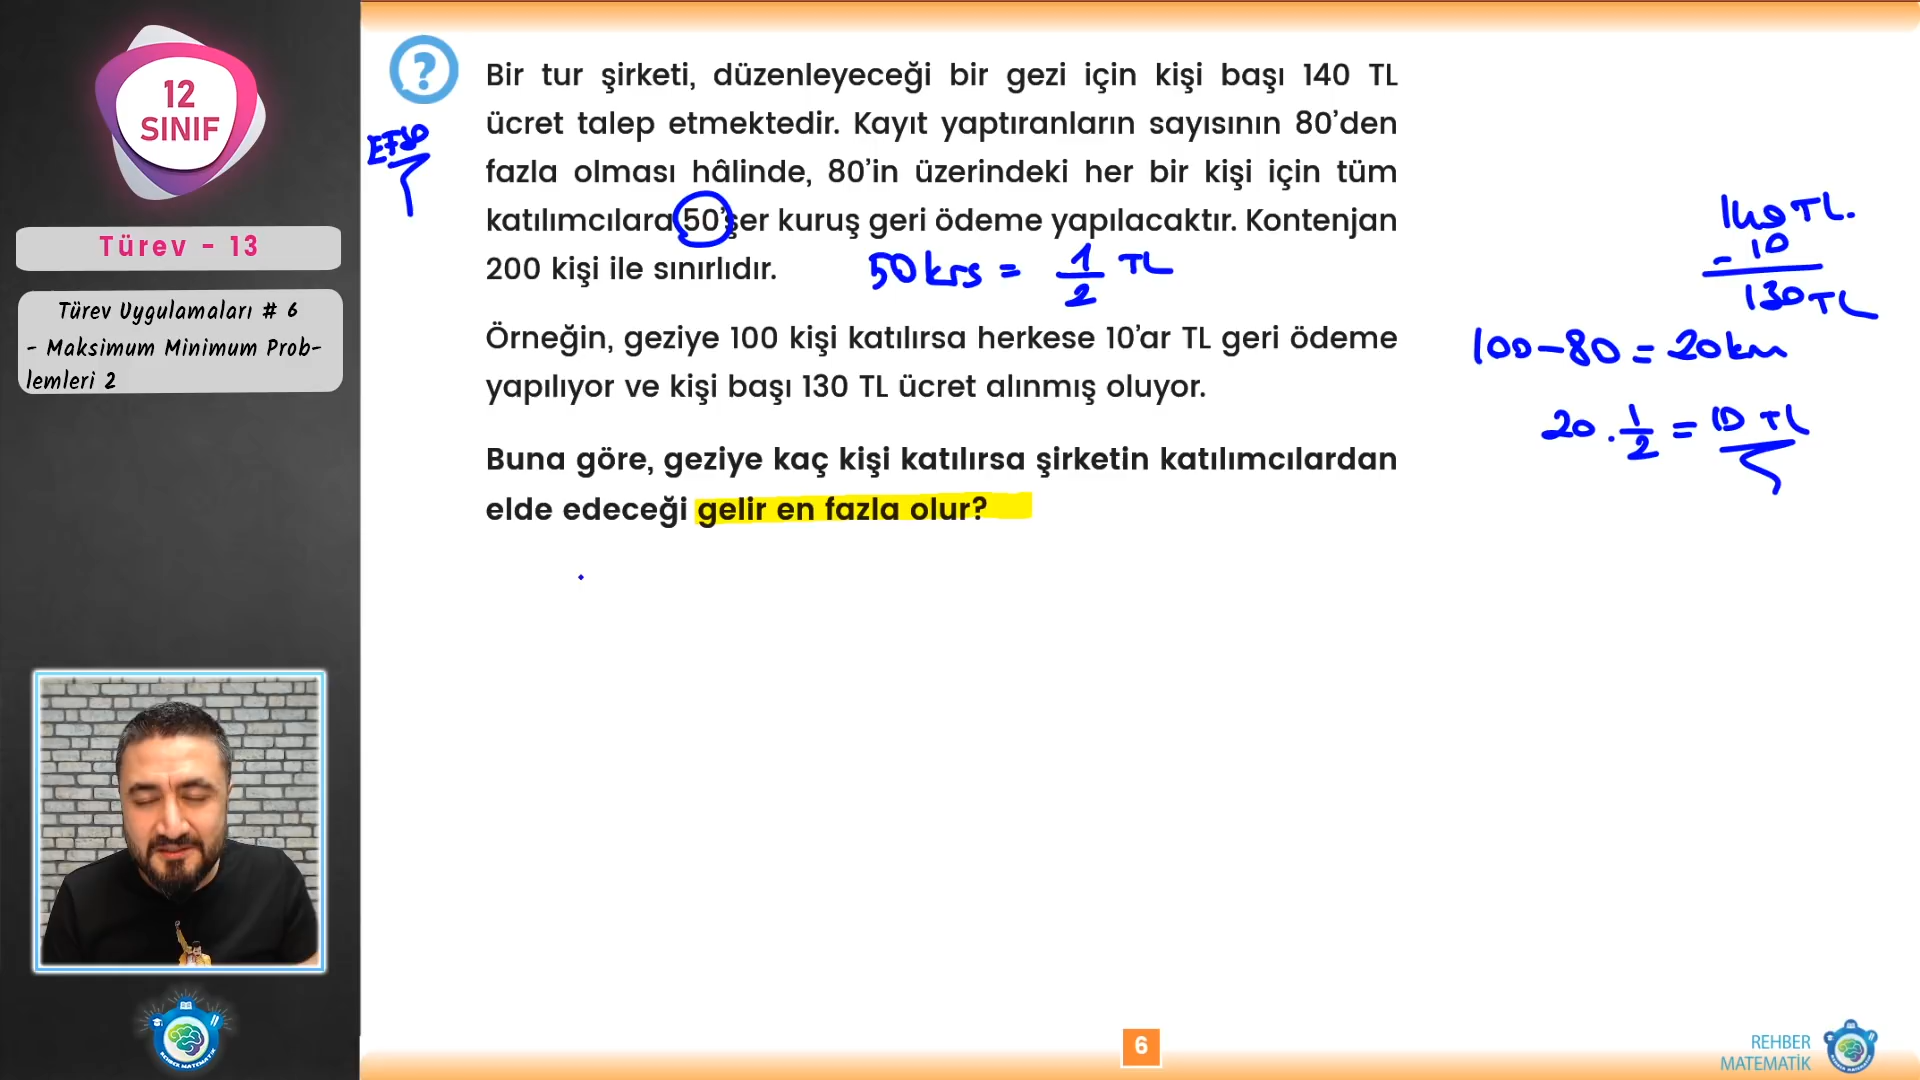 12
SINIF
Türev - 13
Türev Uygulamaları # 6
- Maksimum Minimum Prob-
lemleri 2
?
Bir tur şirketi, düzenleyeceği bir gezi için kişi başı 140 TL
ücret talep etmektedir. Kayıt yaptıranların sayısının 80'den
fazla olması hâlinde, 80'in üzerindeki her bir kişi için tüm
katılımcılara 50'şer kuruş geri ödeme yapılacaktır. Kontenjan
200 kişi ile sınırlıdır.
50 krş = 1/2 TL
Örneğin, geziye 100 kişi katılırsa herkese 10'ar TL geri ödeme
yapılıyor ve kişi başı 130 TL ücret alınmış oluyor.
Buna göre, geziye kaç kişi katılırsa şirketin katılımcılardan
elde edeceği gelir en fazla olur?
140 TL.
- 10
130 TL
100 - 80 = 20
20 . 1/2 = 10 TL
6
REHBER
MATEMATİK
REHBER MATEMATİK